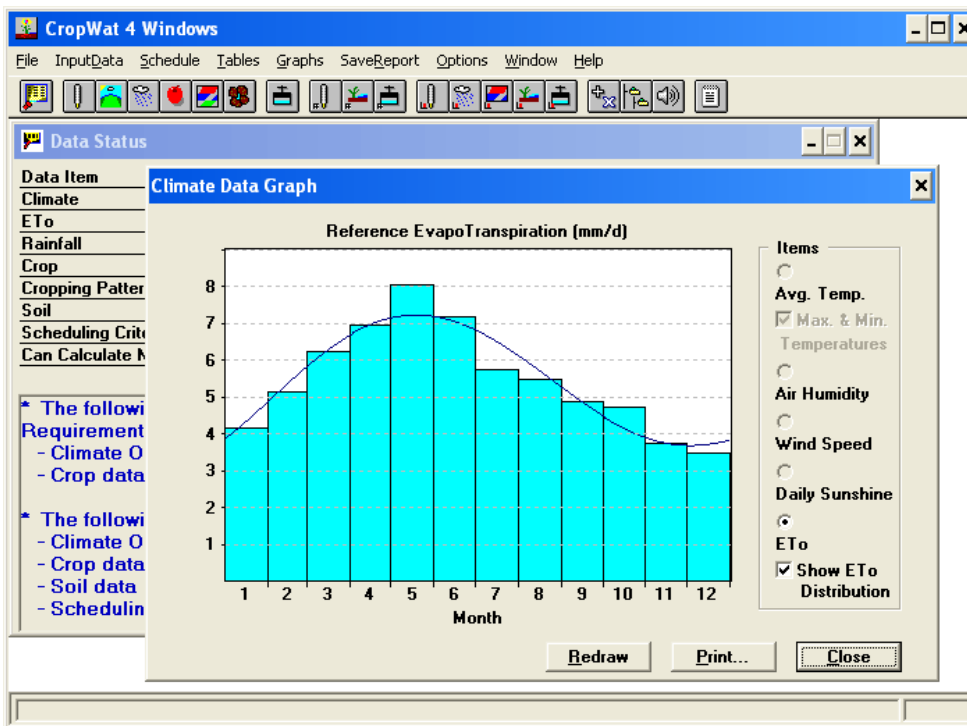 CropWat 4 Windows
File InputData Schedule Tables Graphs SaveReport Options Window Help
Data Status
Data Item
Climate
ETo
Rainfall
Crop
Cropping Patter
Soil
Scheduling Crite
Can Calculate
* The followi
Requirement
- Climate O
- Crop data
* The followi
- Climate O
- Crop data
- Soil data
- Schedulin
Climate Data Graph
Reference EvapoTranspiration (mm/d)
8
7
6
5
4
3
2
1
1 2 3 4 5 6 7 8 9 10 11 12
Month
Items
Avg. Temp.
Max. & Min.
Temperatures
Air Humidity
Wind Speed
Daily Sunshine
ETo
Show ETo
Distribution
Redraw Print... Close